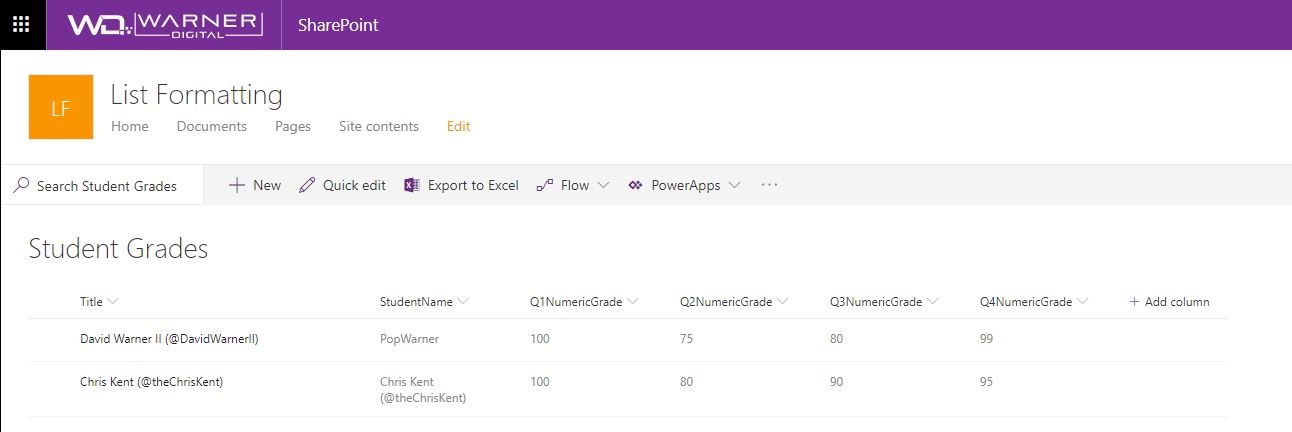 WD WARNER DIGITAL SharePoint
LF
List Formatting
Home Documents Pages Site contents Edit
Search Student Grades New Quick edit Export to Excel Flow PowerApps ...
Student Grades
Title StudentName Q1NumericGrade Q2NumericGrade Q3NumericGrade Q4NumericGrade + Add column
David Warner II (@DavidWarnerII) PopWarner 100 75 80 99
Chris Kent (@theChrisKent) Chris Kent 100 80 90 95
(@theChrisKent)